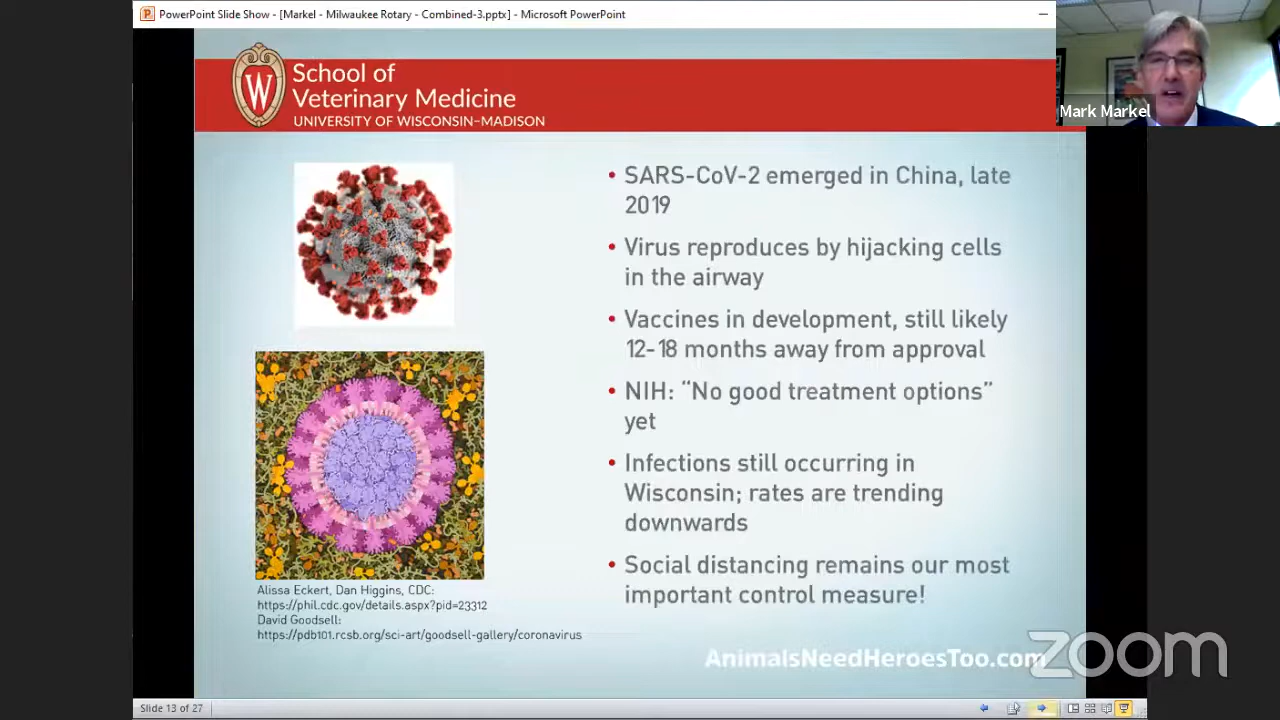 PowerPoint Slide Show - [Markel - Milwaukee Rotary - Combined-3.pptx] - Microsoft PowerPoint
Mark Markel
W
School of
Veterinary Medicine
UNIVERSITY OF WISCONSIN–MADISON
• SARS-CoV-2 emerged in China, late
2019
• Virus reproduces by hijacking cells
in the airway
• Vaccines in development, still likely
12-18 months away from approval
• NIH: “No good treatment options”
yet
• Infections still occurring in
Wisconsin; rates are trending
downwards
• Social distancing remains our most
important control measure!
Alissa Eckert, Dan Higgins, CDC:
https://phil.cdc.gov/details.aspx?pid=23312
David Goodsell:
https://pdb101.rcsb.org/sci-art/goodsell-gallery/coronavirus
AnimalsNeedHeroesToo.com
zoom
Slide 13 of 27